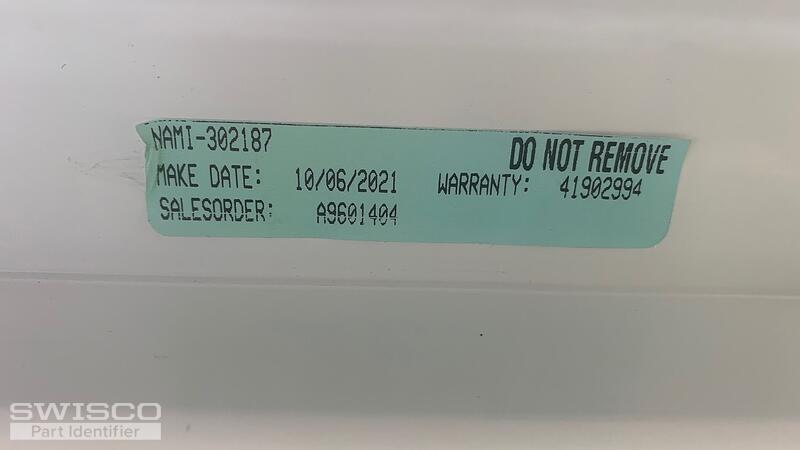 NAMI-302187
DO NOT REMOVE
MAKE DATE: 10/06/2021 WARRANTY: 41902994
SALESORDER: A9601404
SWISCO
Part Identifier